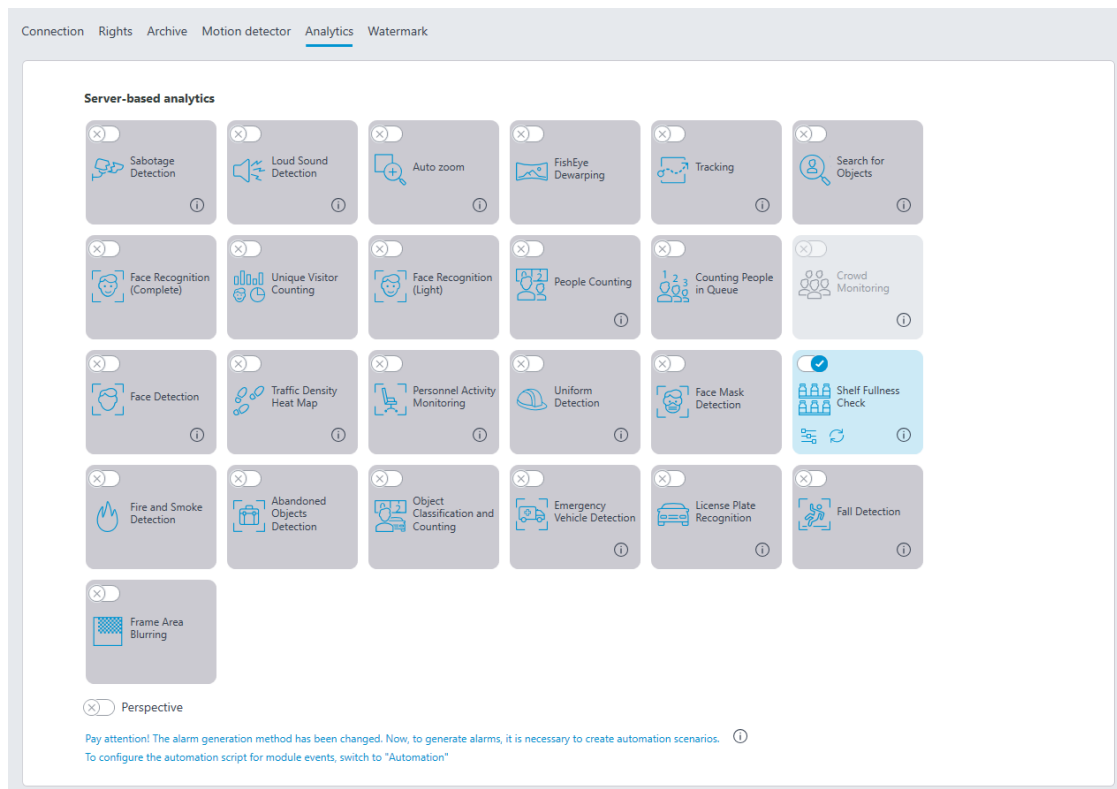 Connection Rights Archive Motion detector Analytics Watermark
Server-based analytics
Sabotage
Detection
Loud Sound
Detection
Auto zoom
FishEye
Dewarping
Tracking
Search for
Objects
Face Recognition
(Complete)
Unique Visitor
Counting
Face Recognition
(Light)
People Counting
Counting People
in Queue
Crowd
Monitoring
Face Detection
Traffic Density
Heat Map
Personnel Activity
Monitoring
Uniform
Detection
Face Mask
Detection
Shelf Fullness
Check
Fire and Smoke
Detection
Abandoned
Objects
Detection
Object
Classification and
Counting
Emergency
Vehicle Detection
License Plate
Recognition
Fall Detection
Frame Area
Blurring
Perspective
Pay attention! The alarm generation method has been changed. Now, to generate alarms, it is necessary to create automation scenarios.
To configure the automation script for module events, switch to "Automation"